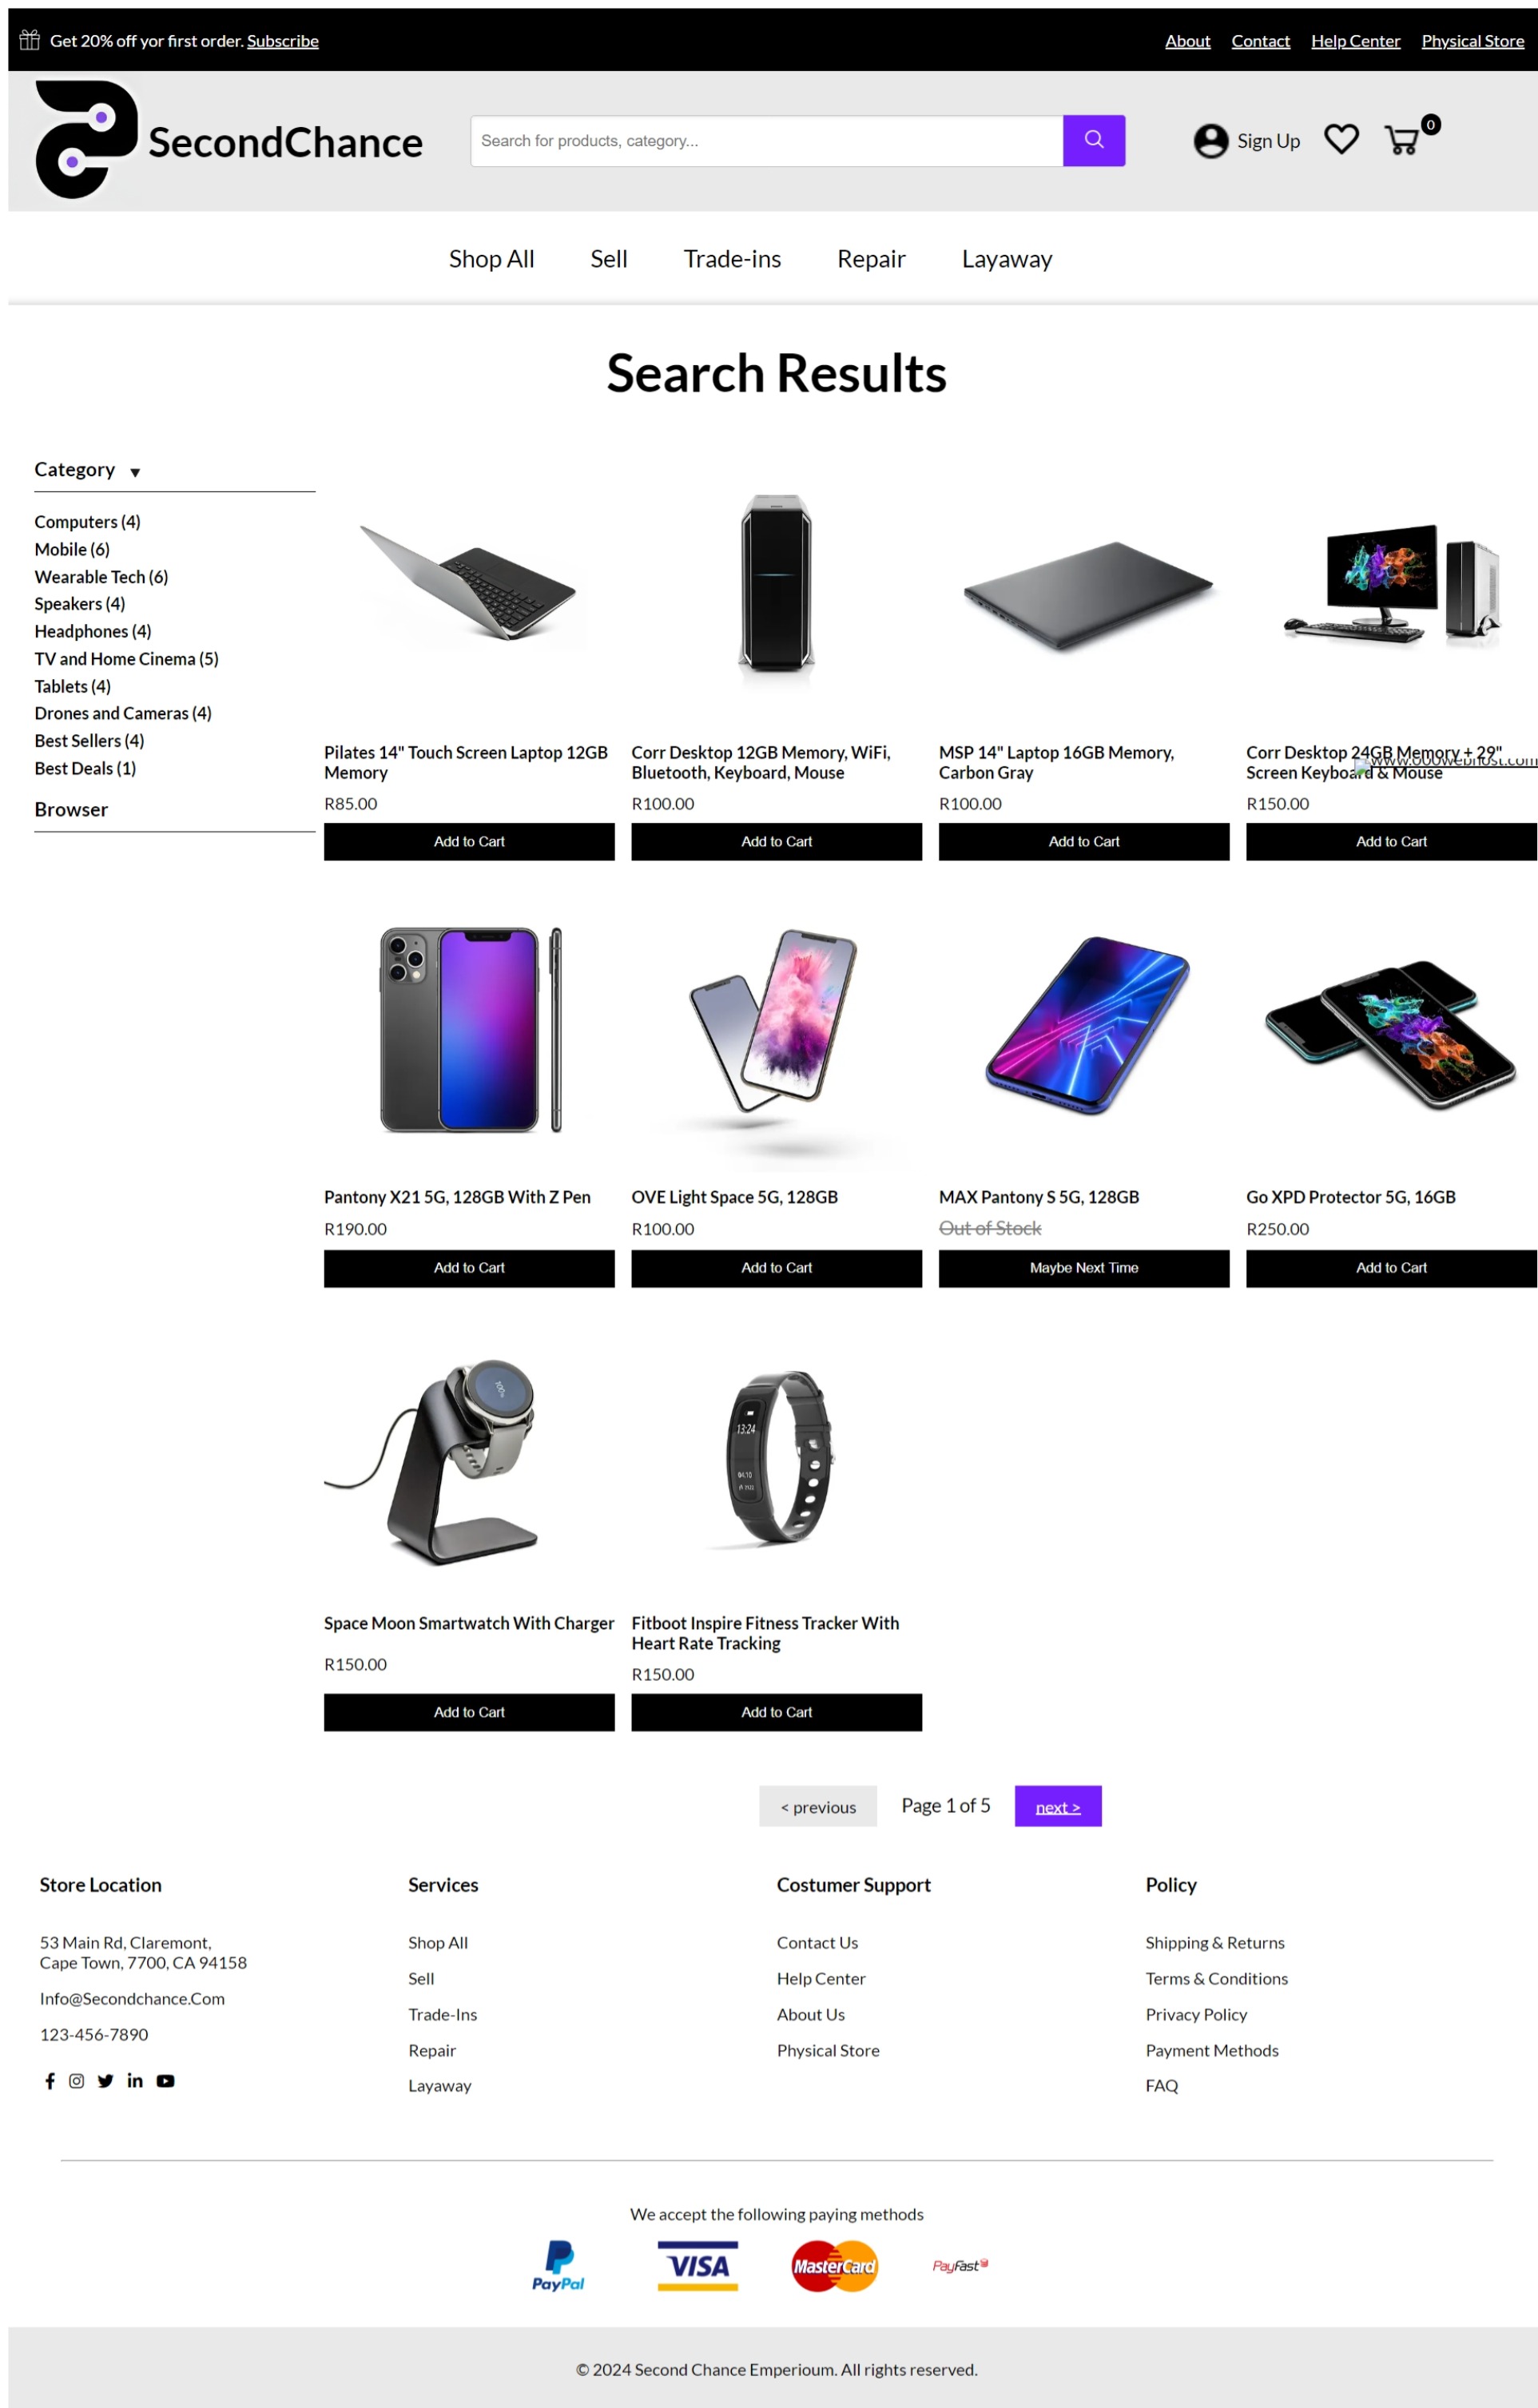 Get 20% off yor first order. Subscribe
About Contact Help Center Physical Store
SecondChance
Search for products, category...
Sign Up
0
Shop All Sell Trade-ins Repair Layaway
Search Results
Category ▼
Computers (4)
Mobile (6)
Wearable Tech (6)
Speakers (4)
Headphones (4)
TV and Home Cinema (5)
Tablets (4)
Drones and Cameras (4)
Best Sellers (4)
Best Deals (1)
Browser
Pilates 14" Touch Screen Laptop 12GB
Memory
R85.00
Add to Cart
Corr Desktop 12GB Memory, WiFi,
Bluetooth, Keyboard, Mouse
R100.00
Add to Cart
MSP 14" Laptop 16GB Memory,
Carbon Gray
R100.00
Add to Cart
Corr Desktop 24GB Memory + 29"
Screen Keyboard & Mouse
www.000webhost.com
R150.00
Add to Cart
Pantony X21 5G, 128GB With Z Pen
R190.00
Add to Cart
OVE Light Space 5G, 128GB
R100.00
Add to Cart
MAX Pantony S 5G, 128GB
Out of Stock
Maybe Next Time
Go XPD Protector 5G, 16GB
R250.00
Add to Cart
100%
Space Moon Smartwatch With Charger
R150.00
Add to Cart
13:24
04.10
Fitboot Inspire Fitness Tracker With
Heart Rate Tracking
R150.00
Add to Cart
< previous Page 1 of 5 next >
Store Location
53 Main Rd, Claremont,
Cape Town, 7700, CA 94158
Info@Secondchance.Com
123-456-7890
Services
Shop All
Sell
Trade-Ins
Repair
Layaway
Costumer Support
Contact Us
Help Center
About Us
Physical Store
Policy
Shipping & Returns
Terms & Conditions
Privacy Policy
Payment Methods
FAQ
We accept the following paying methods
PayPal VISA MasterCard PayFast
© 2024 Second Chance Emperioum. All rights reserved.